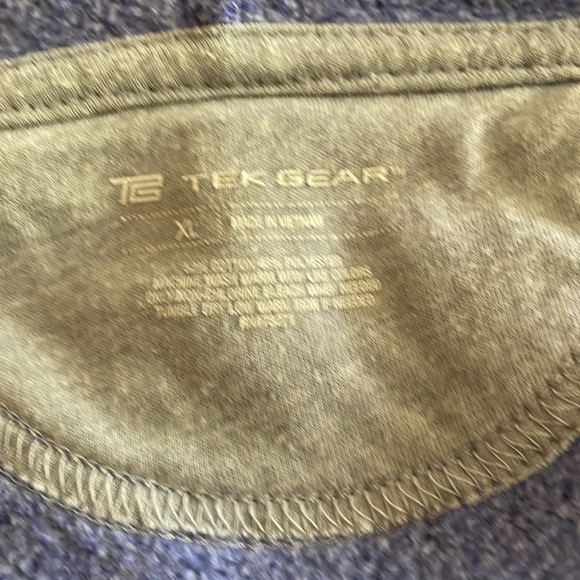 TG TEK GEAR™
XL MADE IN VIETNAM
COTTON
MACHINE WASH WARM WITH LIKE COLORS.
ONLY NON-CHLORINE BLEACH WHEN NEEDED
TUMBLE DRY LOW. WARM IRON IF NEEDED